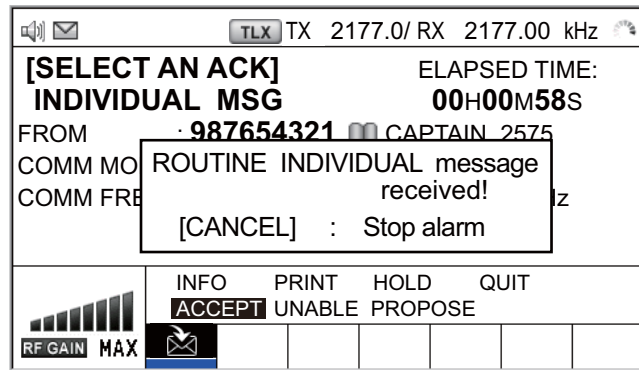 TLX TX 2177.0/ RX 2177.00 kHz
[SELECT AN ACK] ELAPSED TIME:
INDIVIDUAL MSG 00H00M58S
FROM : 987654321 CAPTAIN 2575
COMM MO
COMM FRE
ROUTINE INDIVIDUAL message
received!
[CANCEL] : Stop alarm
INFO PRINT HOLD QUIT
ACCEPT UNABLE PROPOSE
RF GAIN MAX